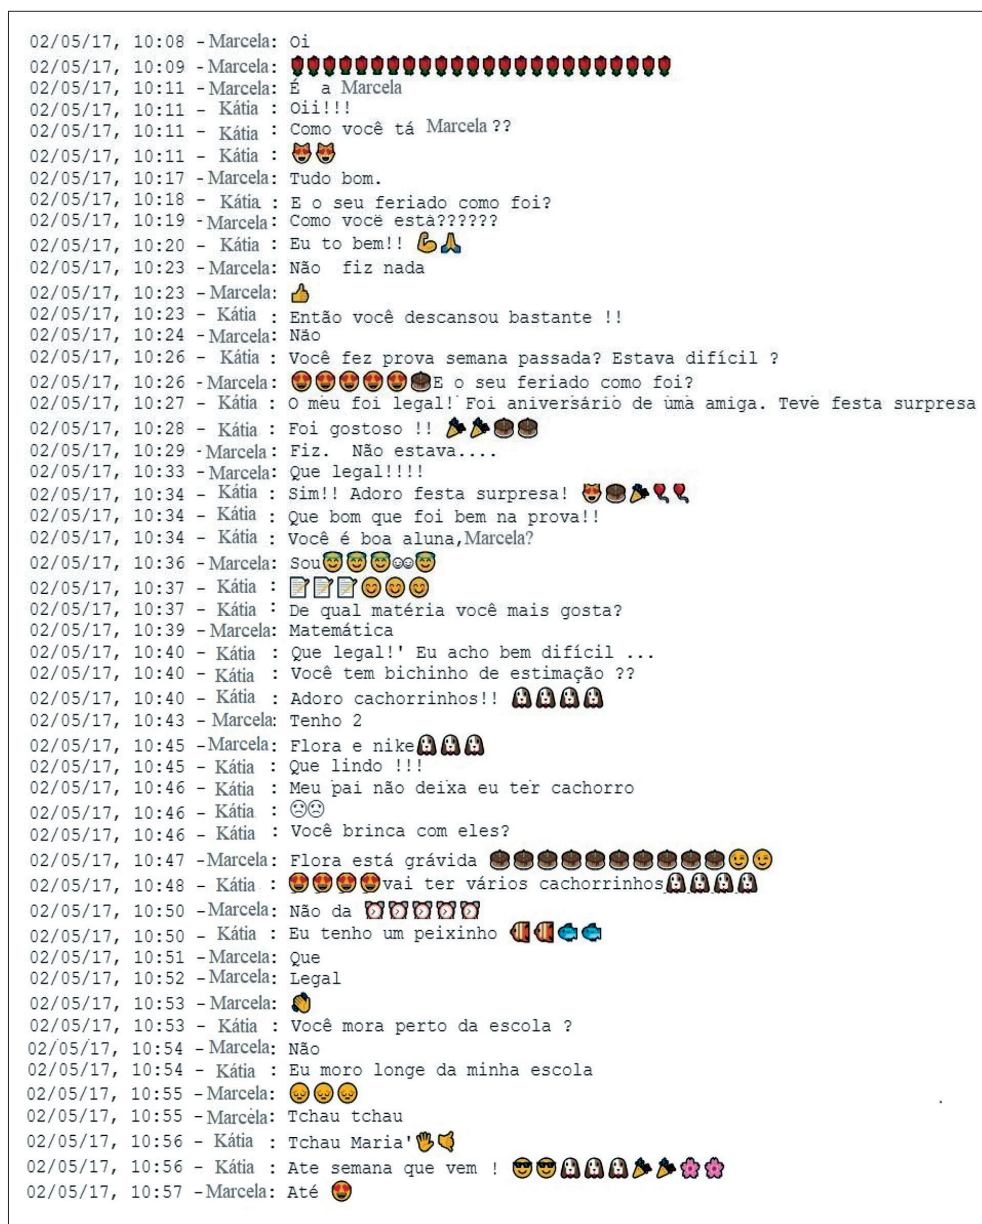 02/05/17, 10:08 - Marcela: Oi
02/05/17, 10:09 - Marcela: 🌹🌹🌹🌹🌹🌹🌹🌹🌹🌹🌹🌹🌹🌹🌹🌹🌹🌹🌹🌹🌹🌹🌹🌹
02/05/17, 10:11 - Marcela: É a Marcela
02/05/17, 10:11 - Kátia : Oii!!!
02/05/17, 10:11 - Kátia : Como você tá Marcela ??
02/05/17, 10:11 - Kátia : 😻😻
02/05/17, 10:17 - Marcela: Tudo bom.
02/05/17, 10:18 - Kátia : E o seu feriado como foi?
02/05/17, 10:19 - Marcela: Como você está??????
02/05/17, 10:20 - Kátia : Eu to bem!! 💪🙏
02/05/17, 10:23 - Marcela: Não fiz nada
02/05/17, 10:23 - Marcela: 👍
02/05/17, 10:23 - Kátia : Então você descansou bastante !!
02/05/17, 10:24 - Marcela: Não
02/05/17, 10:26 - Kátia : Você fez prova semana passada? Estava difícil ?
02/05/17, 10:26 - Marcela: 😍😍😍😍😍🎂E o seu feriado como foi?
02/05/17, 10:27 - Kátia : O meu foi legal! Foi aniversário de uma amiga. Teve festa surpresa
02/05/17, 10:28 - Kátia : Foi gostoso !! 🎉🎉🎂🎂
02/05/17, 10:29 - Marcela: Fiz. Não estava....
02/05/17, 10:33 - Marcela: Que legal!!!!
02/05/17, 10:34 - Kátia : Sim!! Adoro festa surpresa! 😻🎂🎉🎈🎈
02/05/17, 10:34 - Kátia : Que bom que foi bem na prova!!
02/05/17, 10:34 - Kátia : Você é boa aluna,Marcela?
02/05/17, 10:36 - Marcela: Sou😇😇😇☺☺😇
02/05/17, 10:37 - Kátia : 📝📝📝😊😊😊
02/05/17, 10:37 - Kátia : De qual matéria você mais gosta?
02/05/17, 10:39 - Marcela: Matemática
02/05/17, 10:40 - Kátia : Que legal!' Eu acho bem difícil ...
02/05/17, 10:40 - Kátia : Você tem bichinho de estimação ??
02/05/17, 10:40 - Kátia : Adoro cachorrinhos!! 🐶🐶🐶🐶
02/05/17, 10:43 - Marcela: Tenho 2
02/05/17, 10:45 - Marcela: Flora e nike🐶🐶🐶
02/05/17, 10:45 - Kátia : Que lindo !!!
02/05/17, 10:46 - Kátia : Meu pai não deixa eu ter cachorro
02/05/17, 10:46 - Kátia : ☹☹
02/05/17, 10:46 - Kátia : Você brinca com eles?
02/05/17, 10:47 - Marcela: Flora está grávida 🎂🎂🎂🎂🎂🎂🎂🎂🎂🎂😉😉
02/05/17, 10:48 - Kátia : 😍😍😍😍vai ter vários cachorrinhos🐶🐶🐶🐶
02/05/17, 10:50 - Marcela: Não da ⏰⏰⏰⏰⏰
02/05/17, 10:50 - Kátia : Eu tenho um peixinho 🐠🐠🐟🐟
02/05/17, 10:51 - Marcela: Que
02/05/17, 10:52 - Marcela: Legal
02/05/17, 10:53 - Marcela: 👏
02/05/17, 10:53 - Kátia : Você mora perto da escola ?
02/05/17, 10:54 - Marcela: Não
02/05/17, 10:54 - Kátia : Eu moro longe da minha escola
02/05/17, 10:55 - Marcela: 😔😔😔
02/05/17, 10:55 - Marcela: Tchau tchau
02/05/17, 10:56 - Kátia : Tchau Maria'👋🤙
02/05/17, 10:56 - Kátia : Ate semana que vem ! 😎😎🐶🐶🐶🎉🎉🌸🌸
02/05/17, 10:57 - Marcela: Até 😍